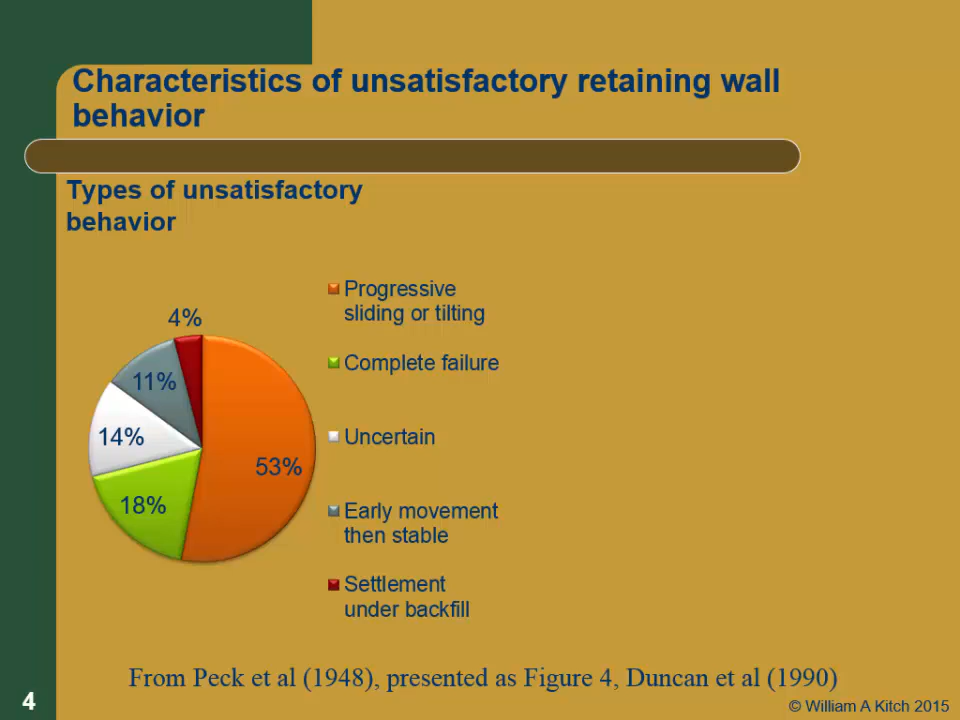 Characteristics of unsatisfactory retaining wall
behavior
Types of unsatisfactory
behavior
4%
11%
14%
18%
53%
Progressive
sliding or tilting
Complete failure
Uncertain
Early movement
then stable
Settlement
under backfill
From Peck et al (1948), presented as Figure 4, Duncan et al (1990)
4
© William A Kitch 2015